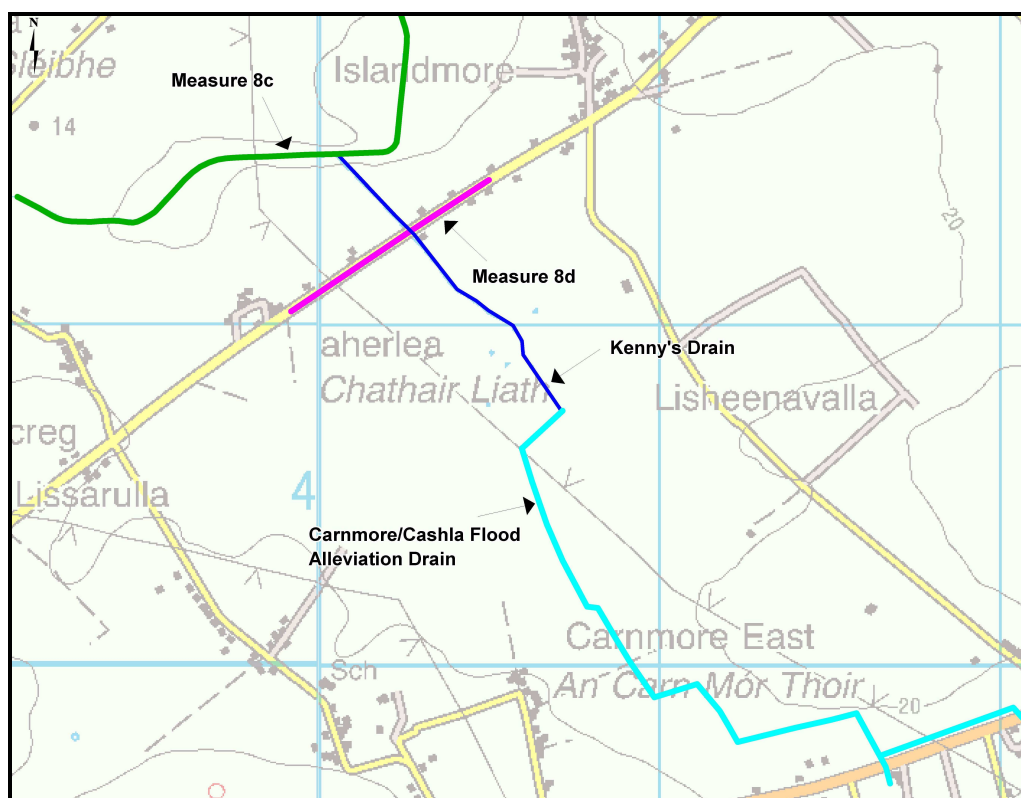 N
Sléibhe
Measure 8c
Islandmore
14
20
Measure 8d
aherlea
Chathair Liath
Kenny's Drain
Lisheenavalla
creg
Lissarulla
4
Carnmore/Cashla Flood
Alleviation Drain
Carnmore East
Sch
An Carn Mór Thoir
20